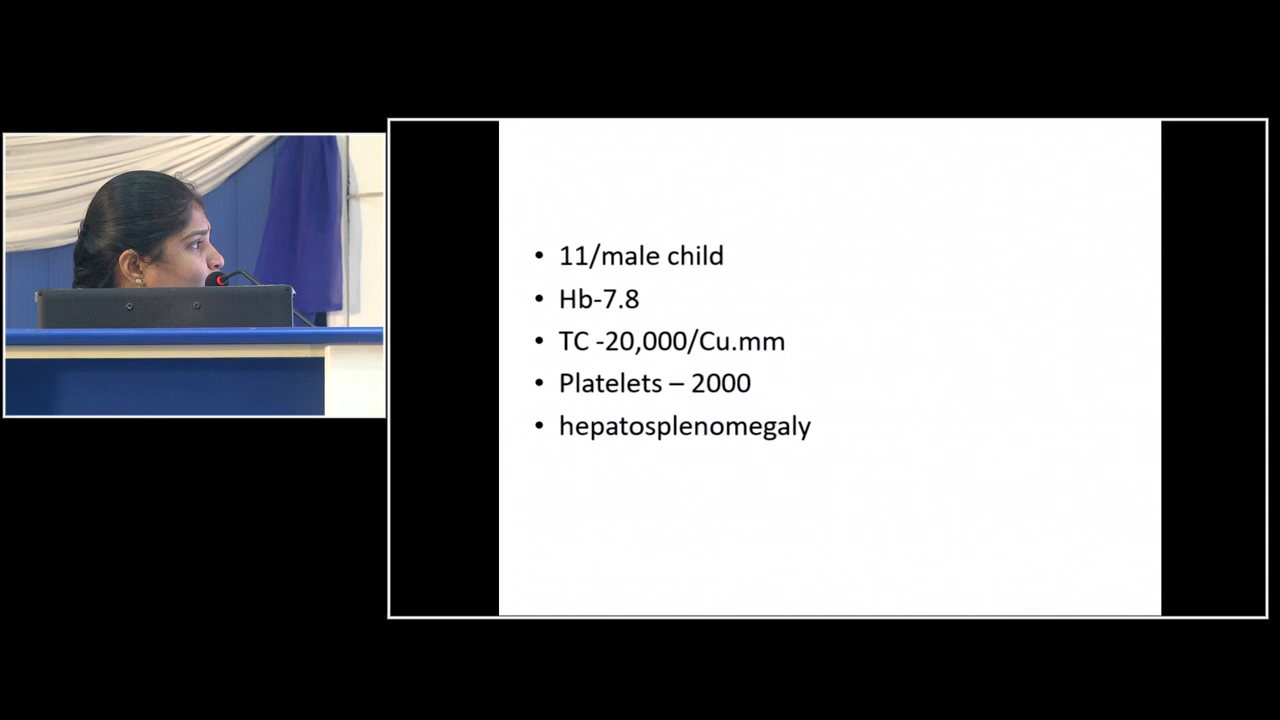 • 11/male child
• Hb-7.8
• TC -20,000/Cu.mm
• Platelets – 2000
• hepatosplenomegaly